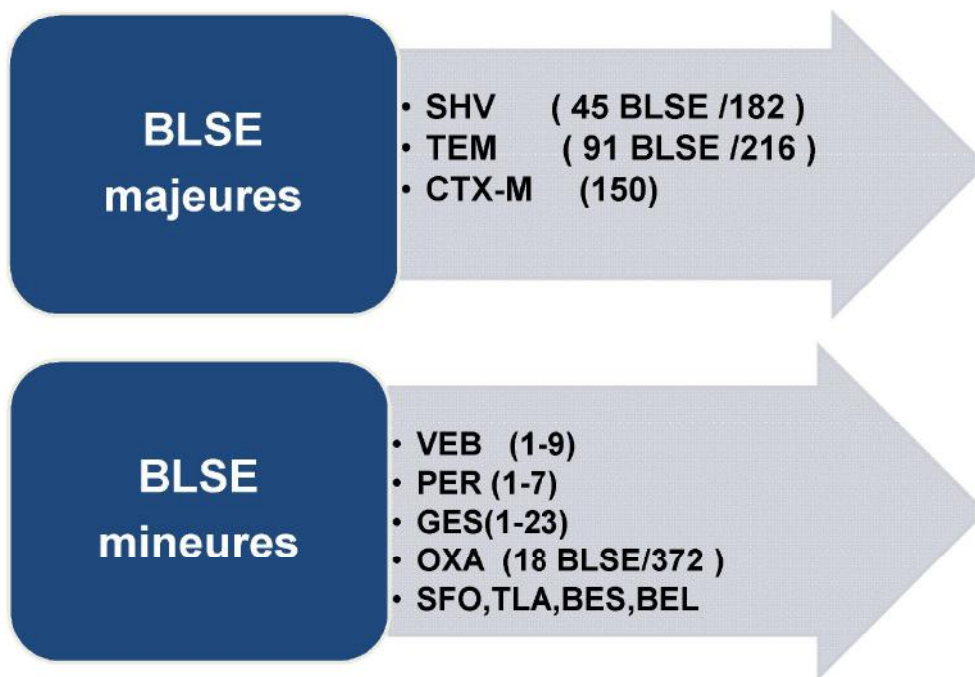 BLSE
majeures
• SHV ( 45 BLSE /182 )
• TEM ( 91 BLSE /216 )
• CTX-M (150)
BLSE
mineures
• VEB (1-9)
• PER (1-7)
• GES(1-23)
• OXA (18 BLSE/372 )
• SFO,TLA,BES,BEL